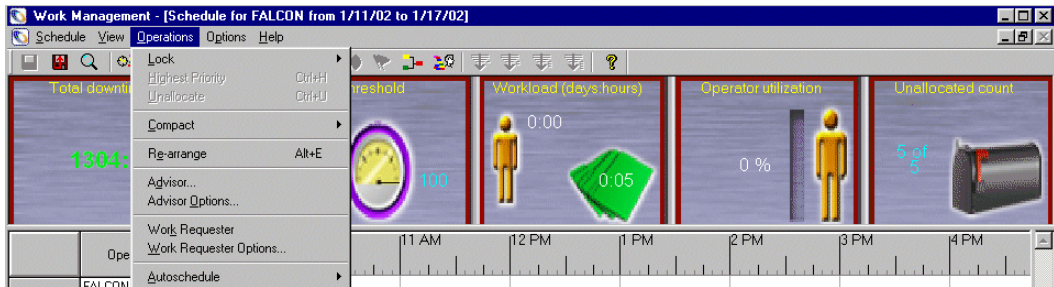 Work Management - [Schedule for FALCON from 1/11/02 to 1/17/02]
Schedule View Operations Options Help
Lock
Highest Priority Ctrl+H
Unallocate Ctrl+U
Compact
Re-arrange Alt+E
Advisor...
Advisor Options...
Work Requester
Work Requester Options...
Autoschedule
Total downti
1304:
reshold
100
Workload (days:hours)
0:00
0:05
Operator utilization
0 %
Unallocated count
5 of
5
Ope
11 AM 12 PM 1 PM 2 PM 3 PM 4 PM
FALCON